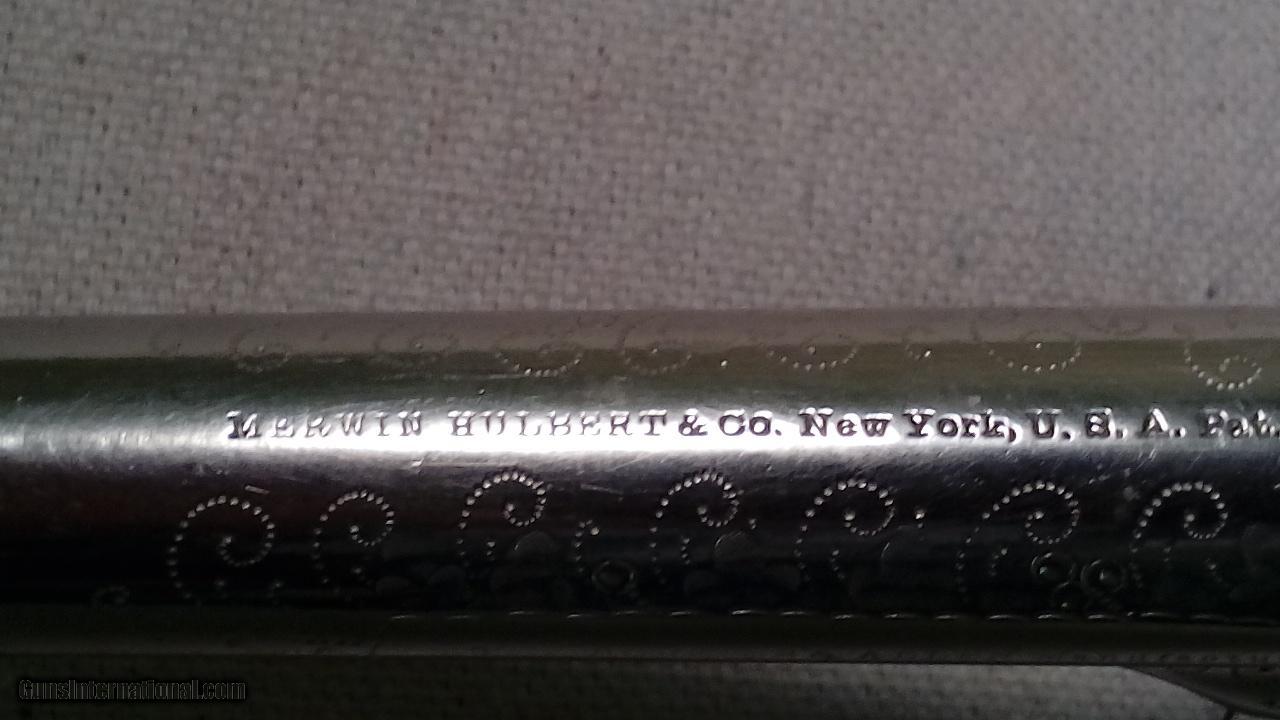 MERWIN HULBERT & Co. New York, U. S. A. Pat.
GunsInternational.com